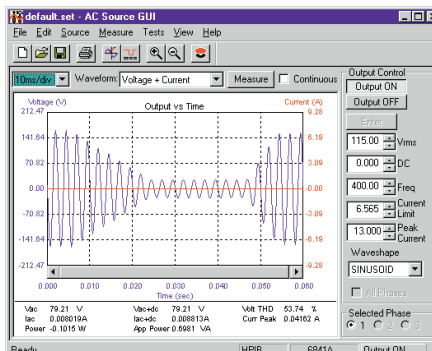 default.set - AC Source GUI
File Edit Source Measure Tests View Help
10ms/div Waveform: Voltage + Current Measure Continuous
Output Control
Output ON
Output OFF
Enter
115.00 Vrms
0.000 DC
400.00 Freq
6.565 Current Limit
13.000 Peak Current
Waveshape
SINUSOID
All Phases
Selected Phase
1 2 3
Voltage (V) Output vs Time Current (A)
212.47 9.28
141.64 6.19
70.82 3.09
0.00 -0.00
-70.82 -3.09
-141.64 -6.19
-212.47 -9.28
0.000 0.010 0.020 0.030 0.040 0.050 0.060
Time (sec)
Vac 79.21 V Vac+dc 79.21 V Volt THD 53.74 %
Iac 0.008019A Iac+dc 0.008813A Curr Peak 0.04162 A
Power -0.1015 W App Power 0.6981 VA
Ready HPIB 6841A Output ON